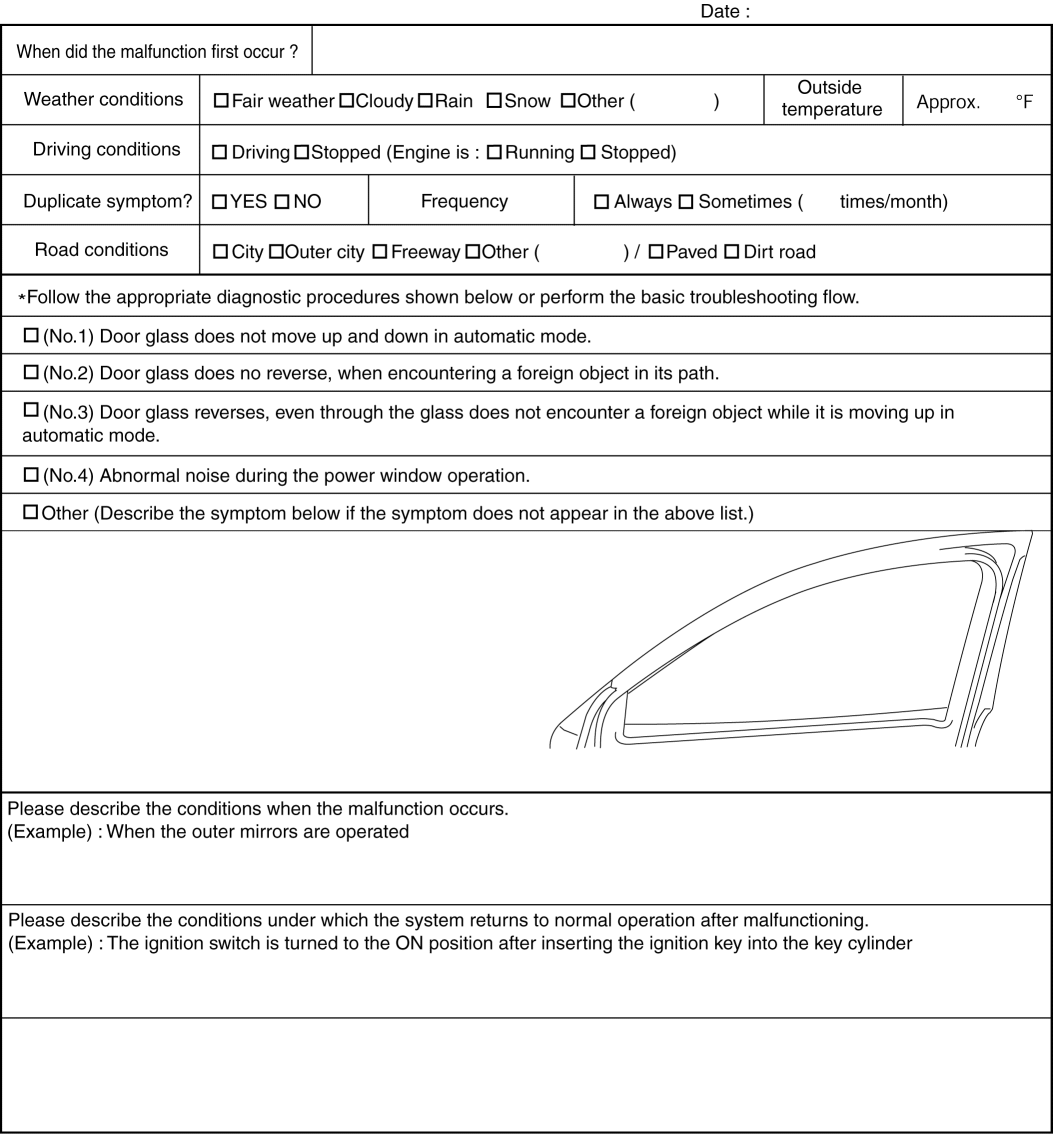 Date :
When did the malfunction first occur ?
Weather conditions ☐Fair weather ☐Cloudy ☐Rain ☐Snow ☐Other ( ) Outside temperature Approx. °F
Driving conditions ☐ Driving ☐Stopped (Engine is : ☐ Running ☐ Stopped)
Duplicate symptom? ☐YES ☐ NO Frequency ☐ Always ☐ Sometimes ( times/month)
Road conditions ☐ City ☐Outer city ☐ Freeway ☐Other ( ) / ☐Paved ☐ Dirt road
*Follow the appropriate diagnostic procedures shown below or perform the basic troubleshooting flow.
☐ (No.1) Door glass does not move up and down in automatic mode.
☐ (No.2) Door glass does no reverse, when encountering a foreign object in its path.
☐ (No.3) Door glass reverses, even through the glass does not encounter a foreign object while it is moving up in
automatic mode.
☐ (No.4) Abnormal noise during the power window operation.
☐ Other (Describe the symptom below if the symptom does not appear in the above list.)
Please describe the conditions when the malfunction occurs.
(Example) : When the outer mirrors are operated
Please describe the conditions under which the system returns to normal operation after malfunctioning.
(Example) : The ignition switch is turned to the ON position after inserting the ignition key into the key cylinder